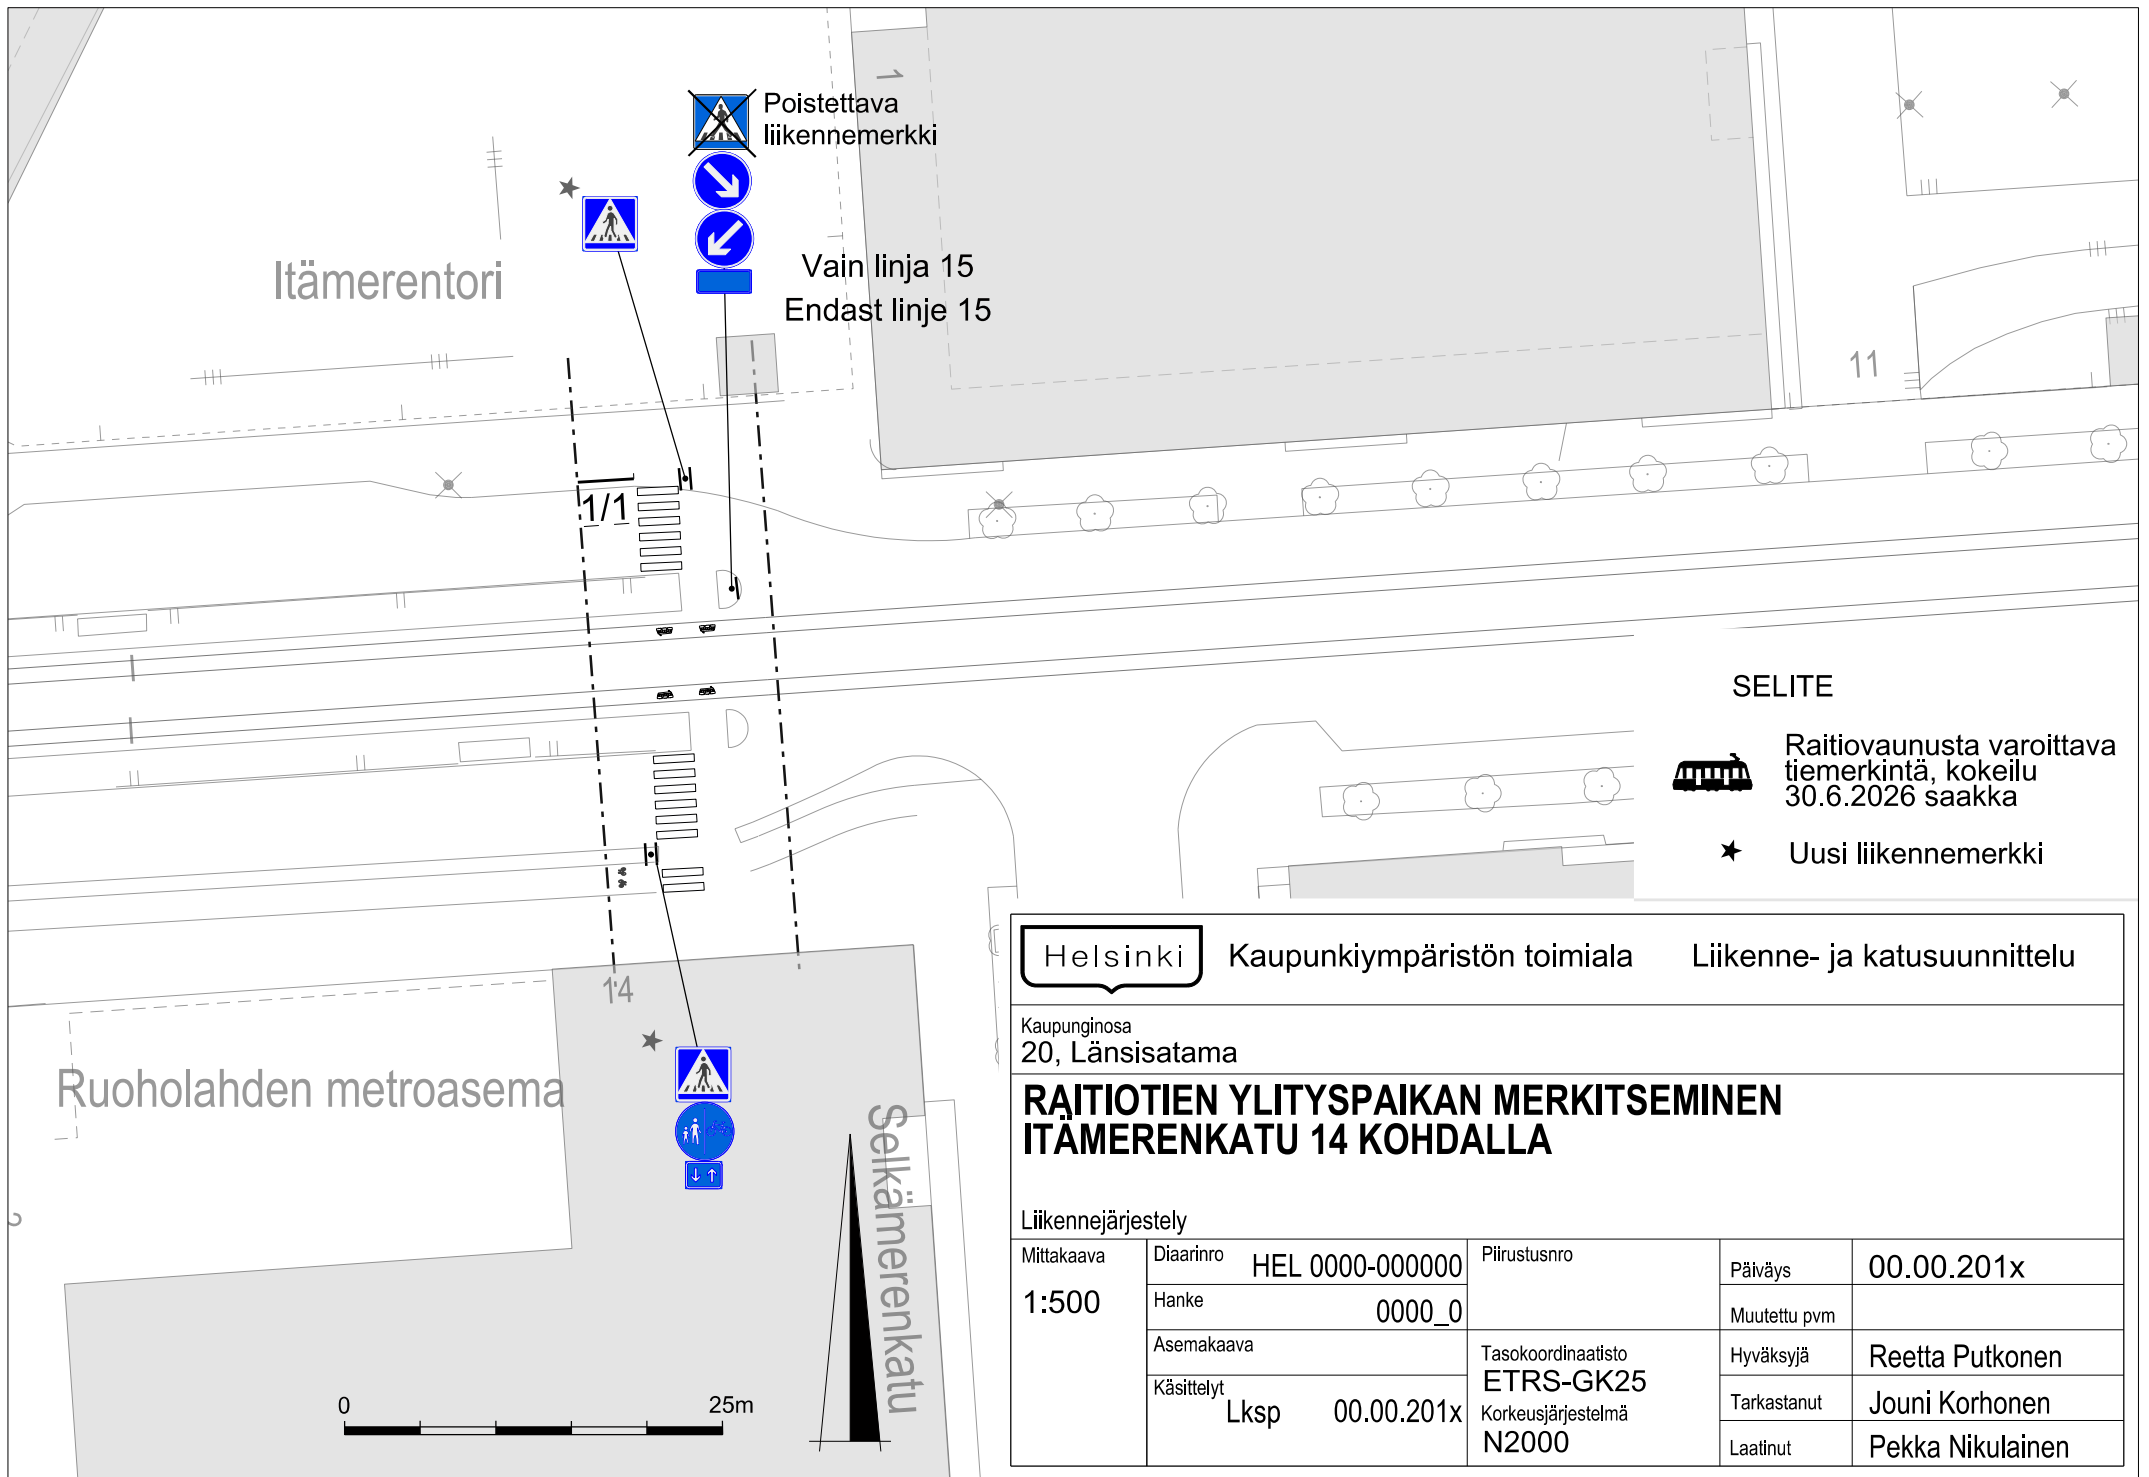 1
Poistettava
liikennemerkki
Itämerentori
Vain linja 15
Endast linje 15
11
1/1
SELITE
Raitiovaunusta varoittava
tiemerkintä, kokeilu
30.6.2026 saakka
Uusi liikennemerkki
14
Ruoholahden metroasema
Selkämerenkatu
0
25m
Helsinki
Kaupunkiympäristön toimiala
Liikenne- ja katusuunnittelu
Kaupunginosa
20, Länsisatama
RAITIOTIEN YLITYSPAIKAN MERKITSEMINEN
ITÄMERENKATU 14 KOHDALLA
Liikennejärjestely
Mittakaava
1:500
Diaarinro HEL 0000-000000
Hanke 0000_0
Asemakaava
Käsittelyt
Lksp 00.00.201x
Piirustusnro
Tasokoordinaatisto
ETRS-GK25
Korkeusjärjestelmä
N2000
Päiväys 00.00.201x
Muutettu pvm
Hyväksyjä Reetta Putkonen
Tarkastanut Jouni Korhonen
Laatinut Pekka Nikulainen